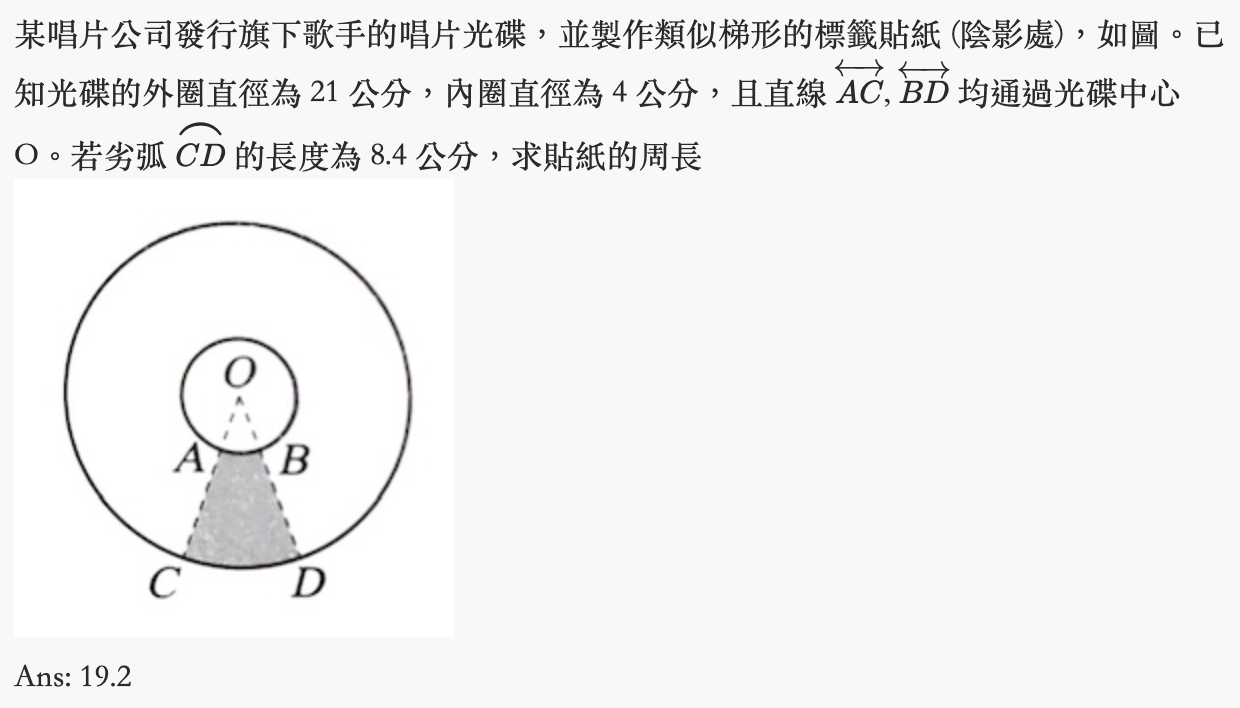 某唱片公司發行旗下歌手的唱片光碟，並製作類似梯形的標籤貼紙 (陰影處)，如圖。已
知光碟的外圈直徑為 21 公分，內圈直徑為 4 公分，且直線 AC, BD 均通過光碟中心
O。若劣弧 CD 的長度為 8.4 公分，求貼紙的周長
O
A B
C D
Ans: 19.2